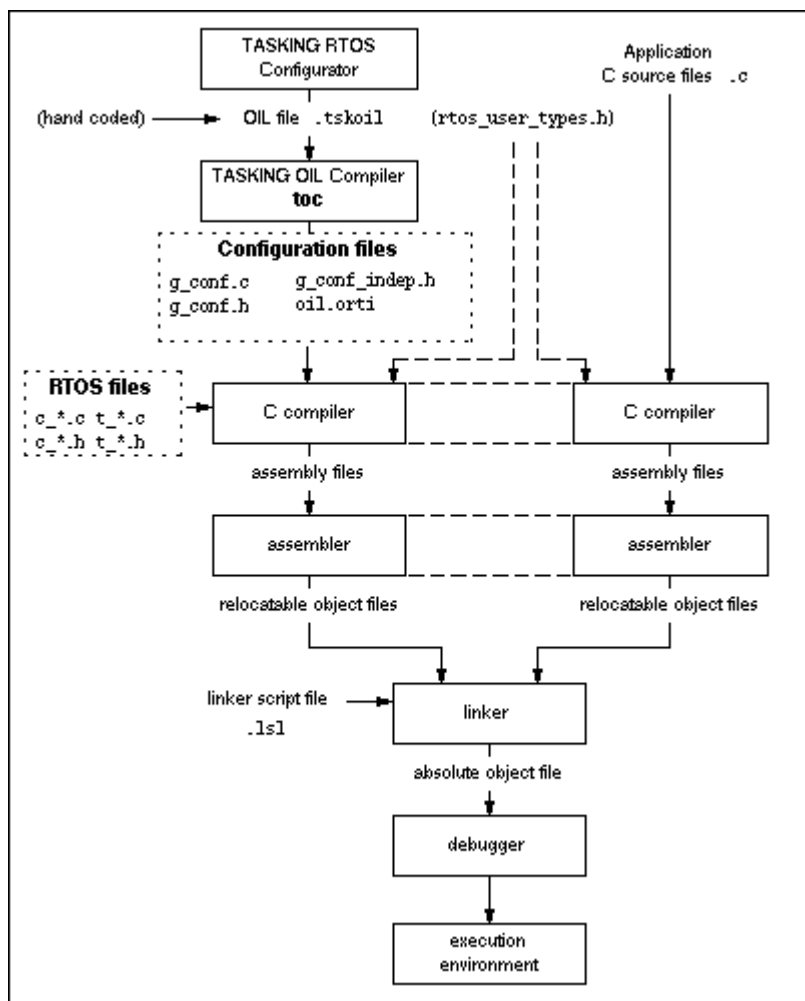 TASKING RTOS
Configurator
Application
C source files .c
(hand coded)
OIL file .tskoil
(rtos_user_types.h)
TASKING OIL Compiler
toc
Configuration files
g_conf.c g_conf_indep.h
g_conf.h oil.orti
RTOS files
c_*.c t_*.c
c_*.h t_*.h
C compiler
C compiler
assembly files
assembly files
assembler
assembler
relocatable object files
relocatable object files
linker script file
.lsl
linker
absolute object file
debugger
execution
environment